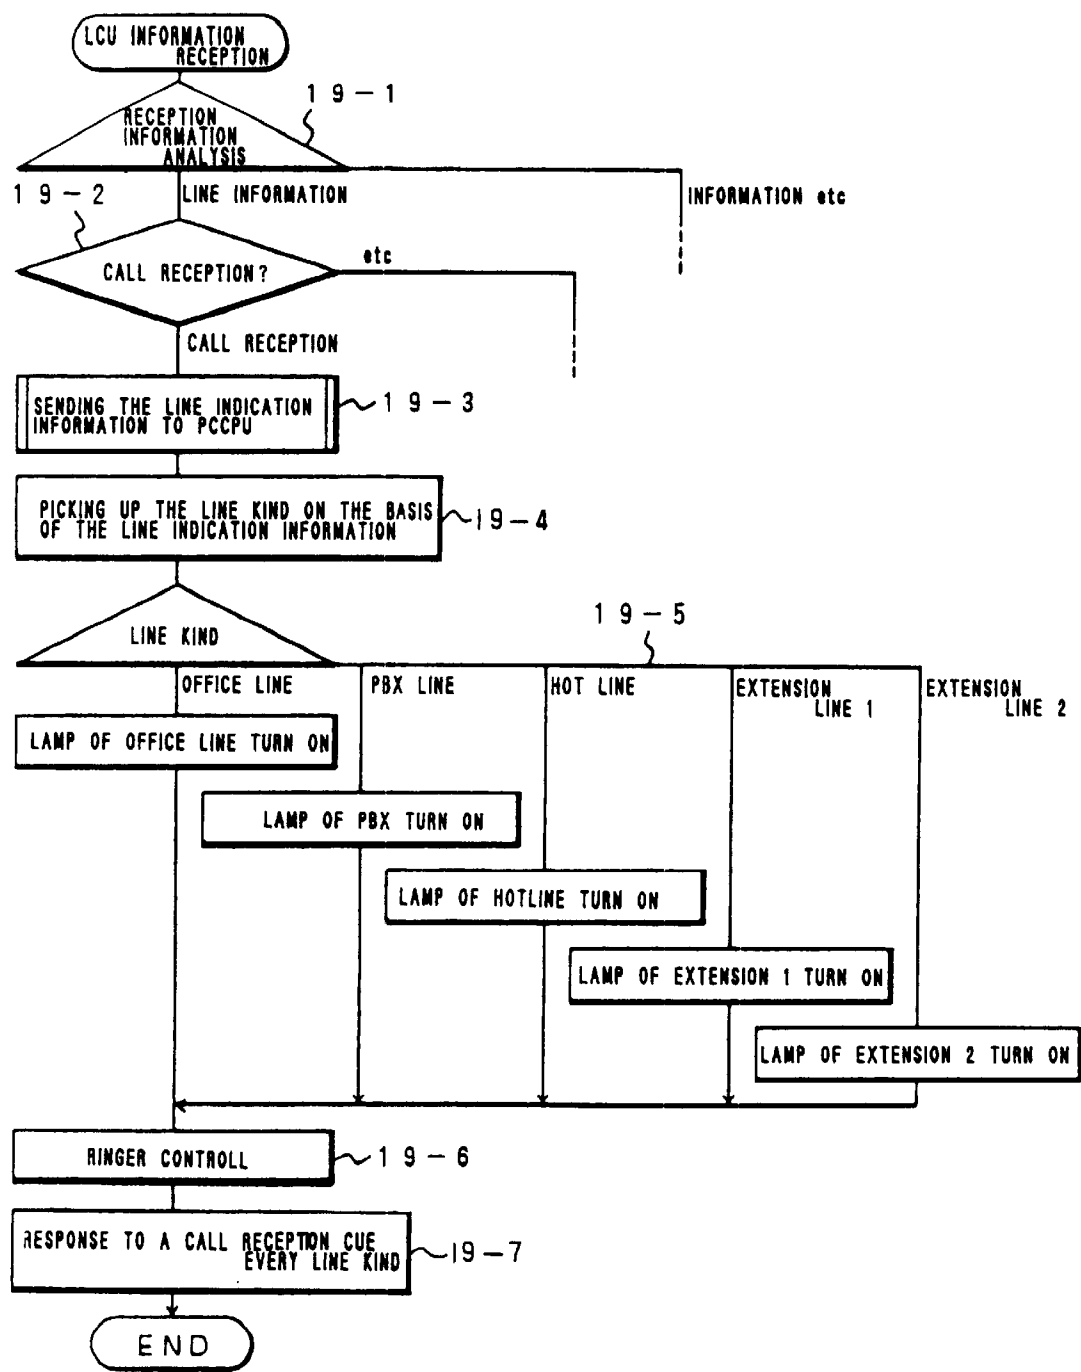 LCU INFORMATION
RECEPTION
19-1
RECEPTION
INFORMATION
ANALYSIS
19-2
LINE INFORMATION
INFORMATION etc
CALL RECEPTION?
etc
CALL RECEPTION
SENDING THE LINE INDICATION
INFORMATION TO PCCPU
19-3
PICKING UP THE LINE KIND ON THE BASIS
OF THE LINE INDICATION INFORMATION
19-4
LINE KIND
19-5
OFFICE LINE
PBX LINE
HOT LINE
EXTENSION
LINE 1
EXTENSION
LINE 2
LAMP OF OFFICE LINE TURN ON
LAMP OF PBX TURN ON
LAMP OF HOTLINE TURN ON
LAMP OF EXTENSION 1 TURN ON
LAMP OF EXTENSION 2 TURN ON
RINGER CONTROLL
19-6
RESPONSE TO A CALL RECEPTION CUE
EVERY LINE KIND
19-7
END